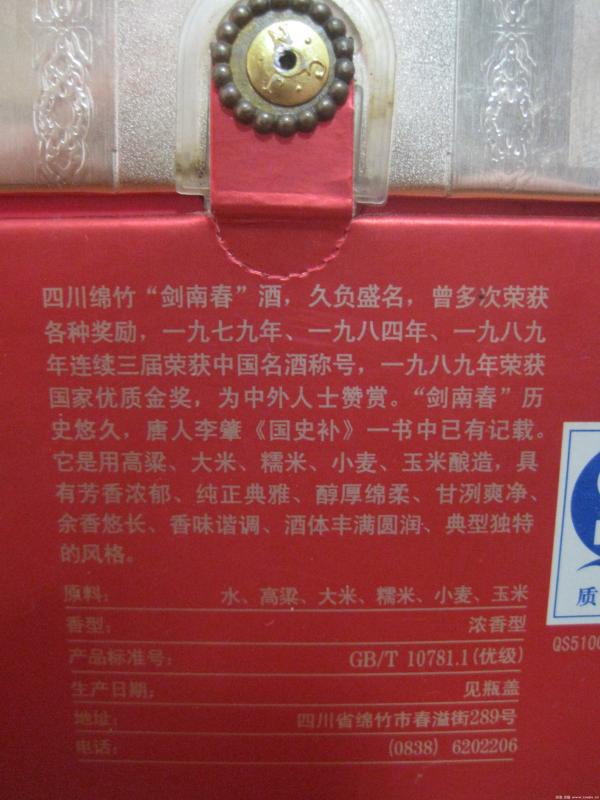 四川绵竹“剑南春”酒，久负盛名，曾多次荣获
各种奖励，一九七九年、一九八四年、一九八九
年连续三届荣获中国名酒称号，一九八九年荣获
国家优质金奖，为中外人士赞赏。“剑南春”历
史悠久，唐人李肇《国史补》一书中已有记载。
它是用高粱、大米、糯米、小麦、玉米酿造，具
有芳香浓郁、纯正典雅、醇厚绵柔、甘洌爽净、
余香悠长、香味谐调、酒体丰满圆润、典型独特
的风格。
原料： 水、高粱、大米、糯米、小麦、玉米
香型： 浓香型
产品标准号： GB/T 10781.1(优级)
生产日期： 见瓶盖
地址： 四川省绵竹市春溢街289号
电话： (0838) 6202206
质
QS5100